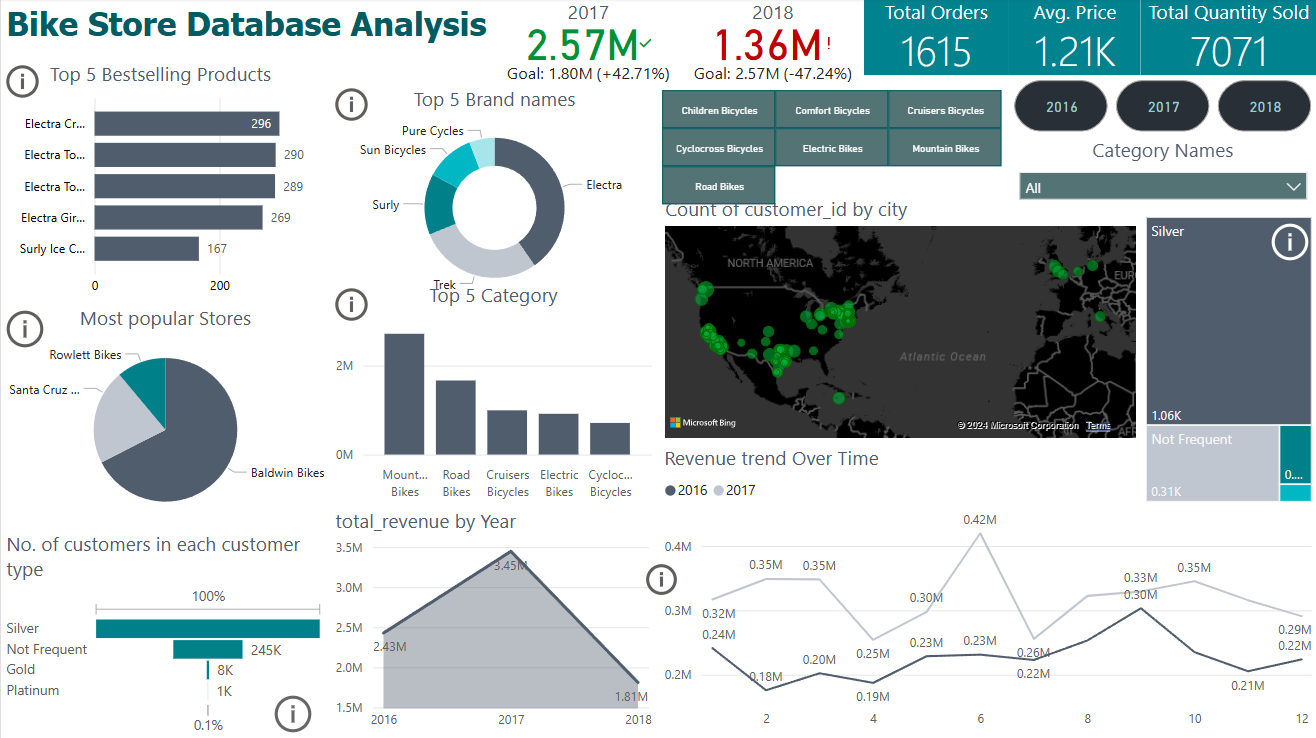 Bike Store Database Analysis
2017
2.57M
Goal: 1.80M (+42.71%)
2018
1.36M!
Goal: 2.57M (-47.24%)
Total Orders
1615
Avg. Price
1.21K
Total Quantity Sold
7071
Top 5 Bestselling Products
Electra Cr...
296
Electra To...
290
Electra To...
289
Electra Gir...
269
Surly Ice C...
167
0
200
Top 5 Brand names
Pure Cycles
Sun Bicycles
Electra
Surly
Trek
Children Bicycles
Comfort Bicycles
Cruisers Bicycles
Cyclocross Bicycles
Electric Bikes
Mountain Bikes
Road Bikes
2016
2017
2018
Category Names
All
Count of customer_id by city
NORTH AMERICA
EUR
Atlantic Ocean
AFR
Microsoft Bing
© 2024 Microsoft Corporation Terms
Silver
1.06K
Not Frequent
0.31K
0....
Most popular Stores
Rowlett Bikes
Santa Cruz ...
Baldwin Bikes
Top 5 Category
2M
0M
Mount...
Bikes
Road
Bikes
Cruisers
Bicycles
Electric
Bikes
Cycloc...
Bicycles
No. of customers in each customer
type
100%
Silver
Not Frequent
245K
Gold
8K
Platinum
1K
0.1%
total_revenue by Year
3.5M
3.0M
2.5M
2.0M
1.5M
2.43M
3.45M
1.81M
2016
2017
2018
Revenue trend Over Time
2016
2017
0.4M
0.3M
0.2M
0.32M
0.35M
0.35M
0.25M
0.30M
0.42M
0.26M
0.33M
0.35M
0.29M
0.24M
0.18M
0.20M
0.19M
0.23M
0.23M
0.22M
0.30M
0.21M
0.22M
2
4
6
8
10
12